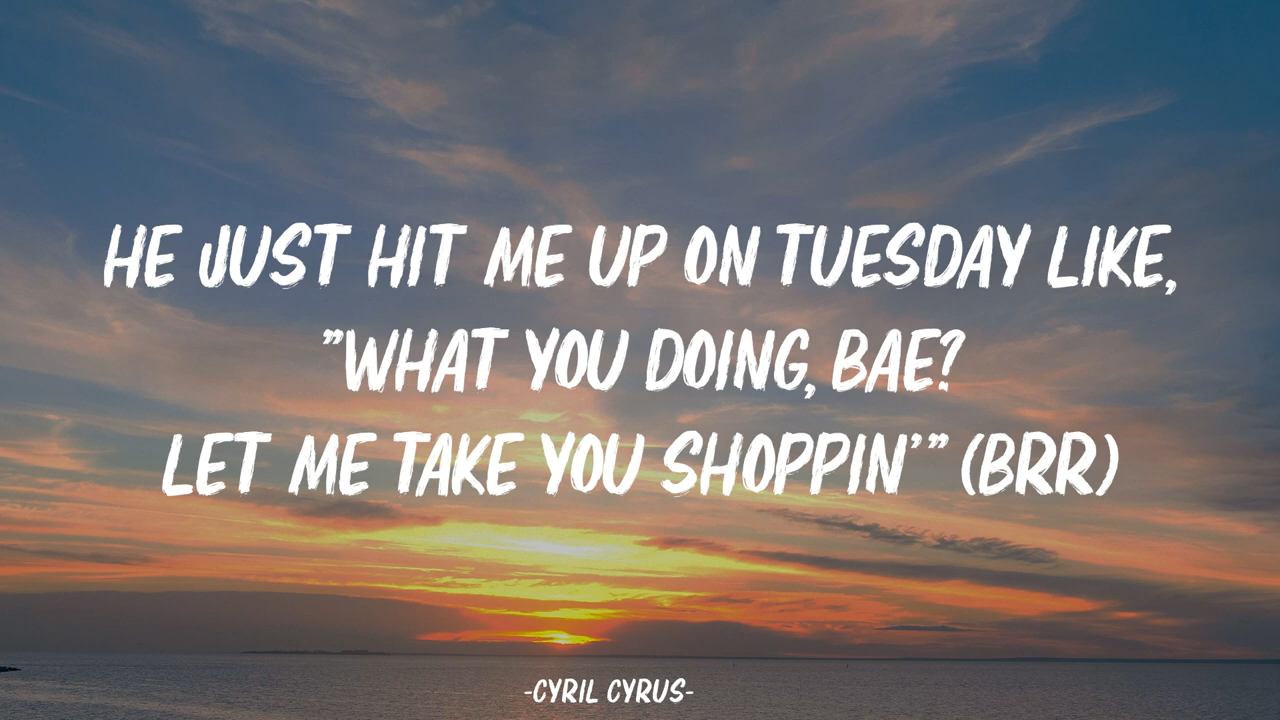 HE JUST HIT ME UP ON TUESDAY LIKE,
"WHAT YOU DOING, BAE?
LET ME TAKE YOU SHOPPIN'" (BRR)
-CYRIL CYRUS-